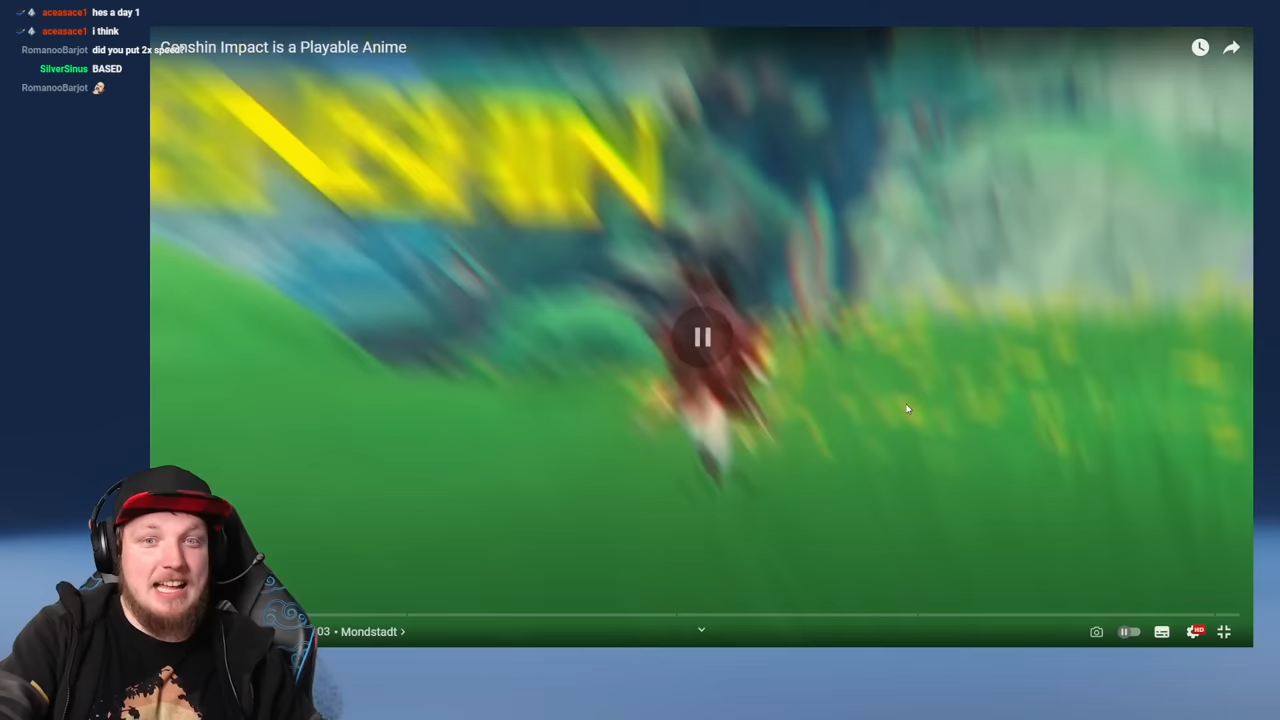 aceasace1 hes a day 1
aceasace1 i think
RomanooBarjot did you put 2x speed?
SilverSinus BASED
RomanooBarjot
Genshin Impact is a Playable Anime
03 • Mondstadt
HD